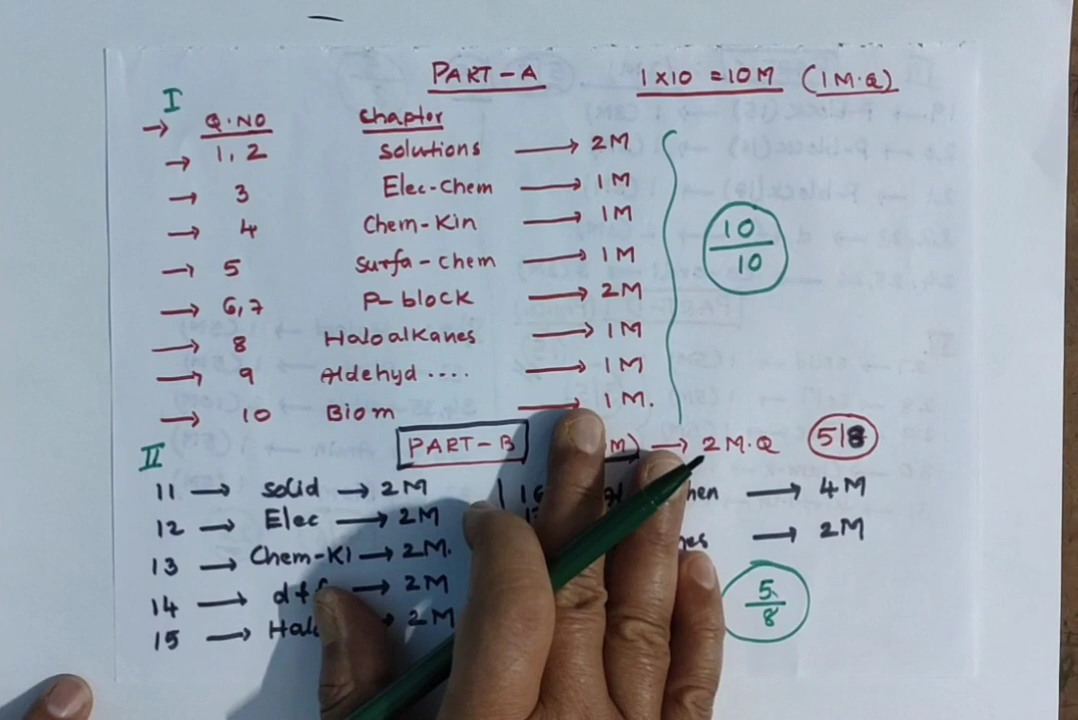 PART-A 1x10 =10M (1M.Q)
I
→ Q.NO Chapter
→ 1,2 solutions → 2M
→ 3 Elec-Chem → 1M
→ 4 Chem-Kin → 1M
→ 5 surfa-chem → 1M
→ 6,7 P-block → 2M
→ 8 Haloalkanes → 1M
→ 9 Aldehyd .... → 1M
→ 10 Biom → 1M.
10/10
II PART-B M) → 2M.Q 5/8
11 → solid → 2M
12 → Elec → 2M
13 → Chem-KI → 2M.
14 → → 2M
15 → → 2M
16 → 4M
→ 2M
5/8